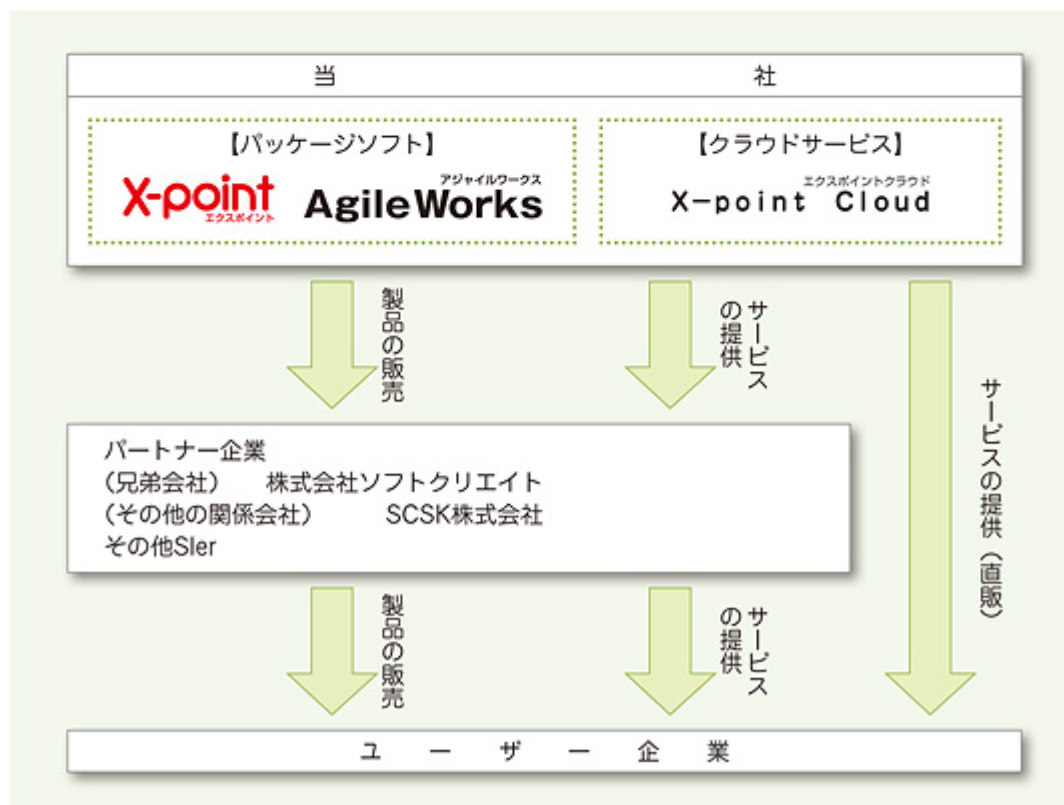 当社
【パッケージソフト】
【クラウドサービス】
X-point
エクスポイント
アジャイルワークス
AgileWorks
エクスポイントクラウド
X-point Cloud
製品の販売
サービス
の提供
サービスの提供（直販）
パートナー企業
（兄弟会社） 株式会社ソフトクリエイト
（その他の関係会社） SCSK株式会社
その他SIer
製品の販売
サービス
の提供
ユーザー企業